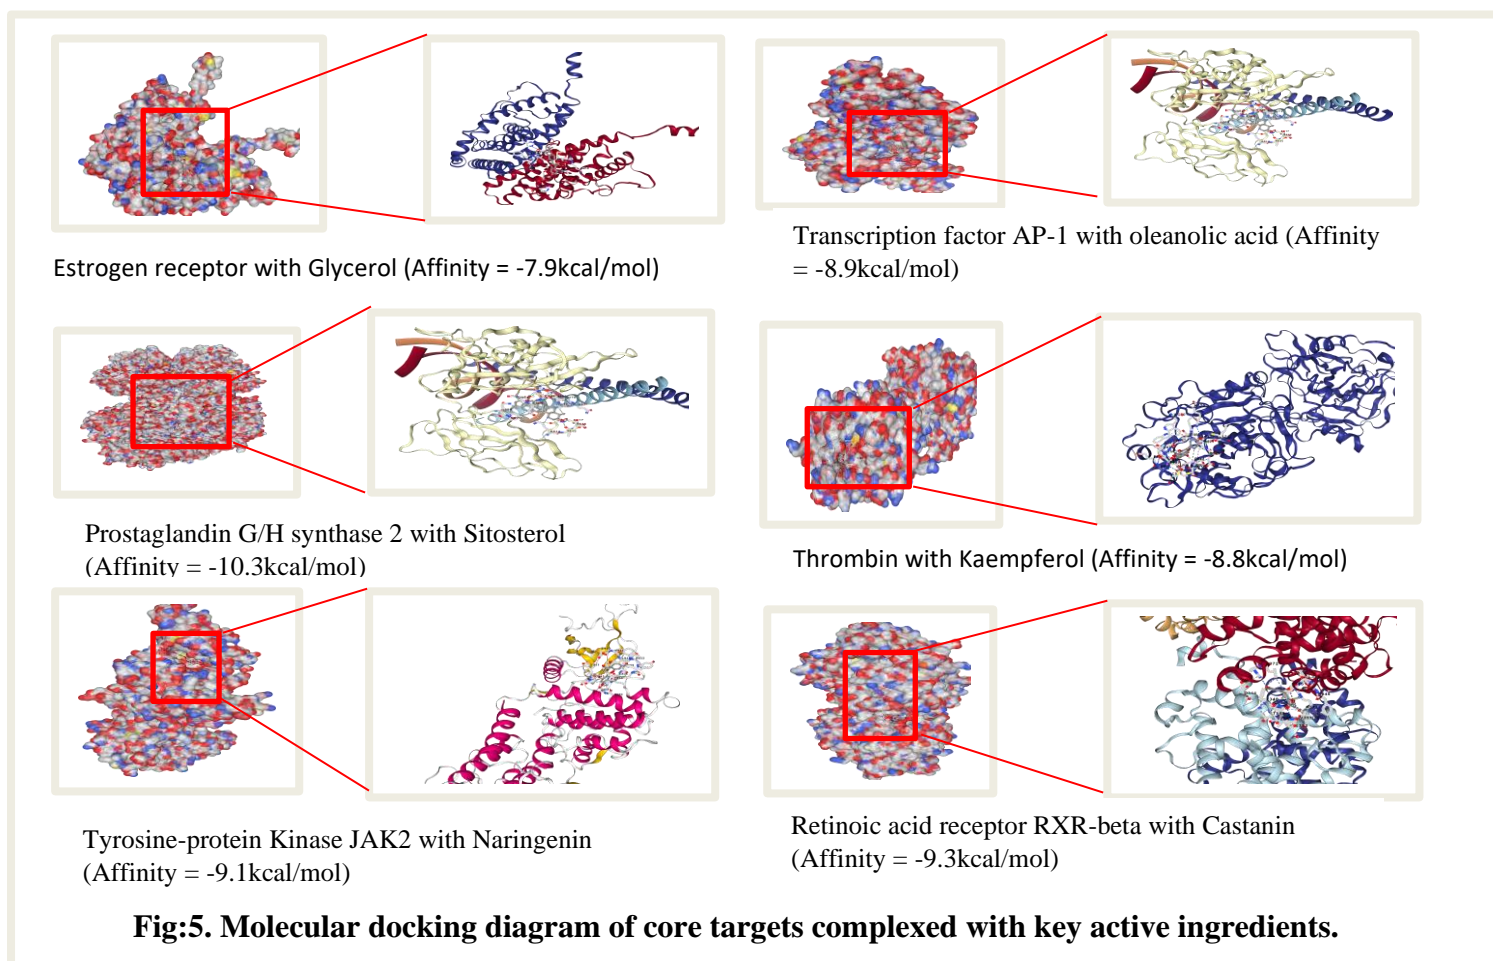 Estrogen receptor with Glycerol (Affinity = -7.9kcal/mol)
Transcription factor AP-1 with oleanolic acid (Affinity
= -8.9kcal/mol)
Prostaglandin G/H synthase 2 with Sitosterol
(Affinity = -10.3kcal/mol)
Thrombin with Kaempferol (Affinity = -8.8kcal/mol)
Tyrosine-protein Kinase JAK2 with Naringenin
(Affinity = -9.1kcal/mol)
Retinoic acid receptor RXR-beta with Castanin
(Affinity = -9.3kcal/mol)
Fig:5. Molecular docking diagram of core targets complexed with key active ingredients.